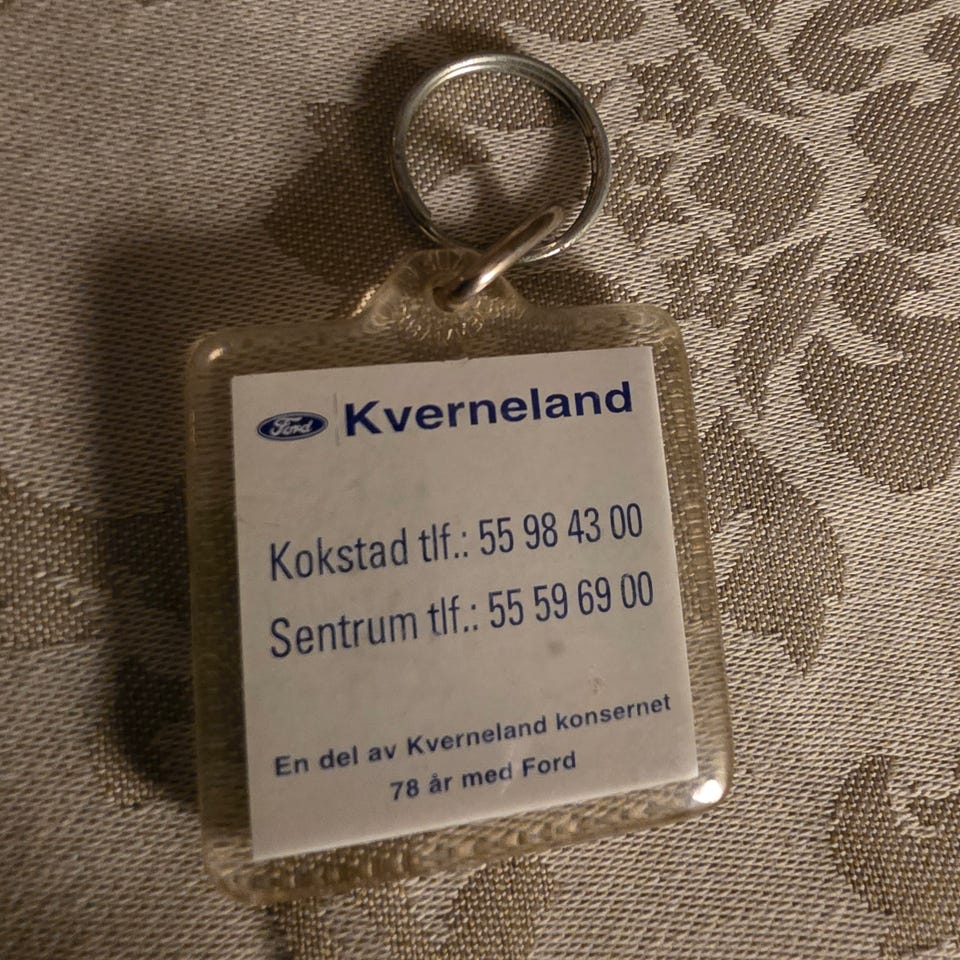 Ford Kverneland
Kokstad tlf.: 55 98 43 00
Sentrum tlf.: 55 59 69 00
En del av Kverneland konsernet
78 år med Ford